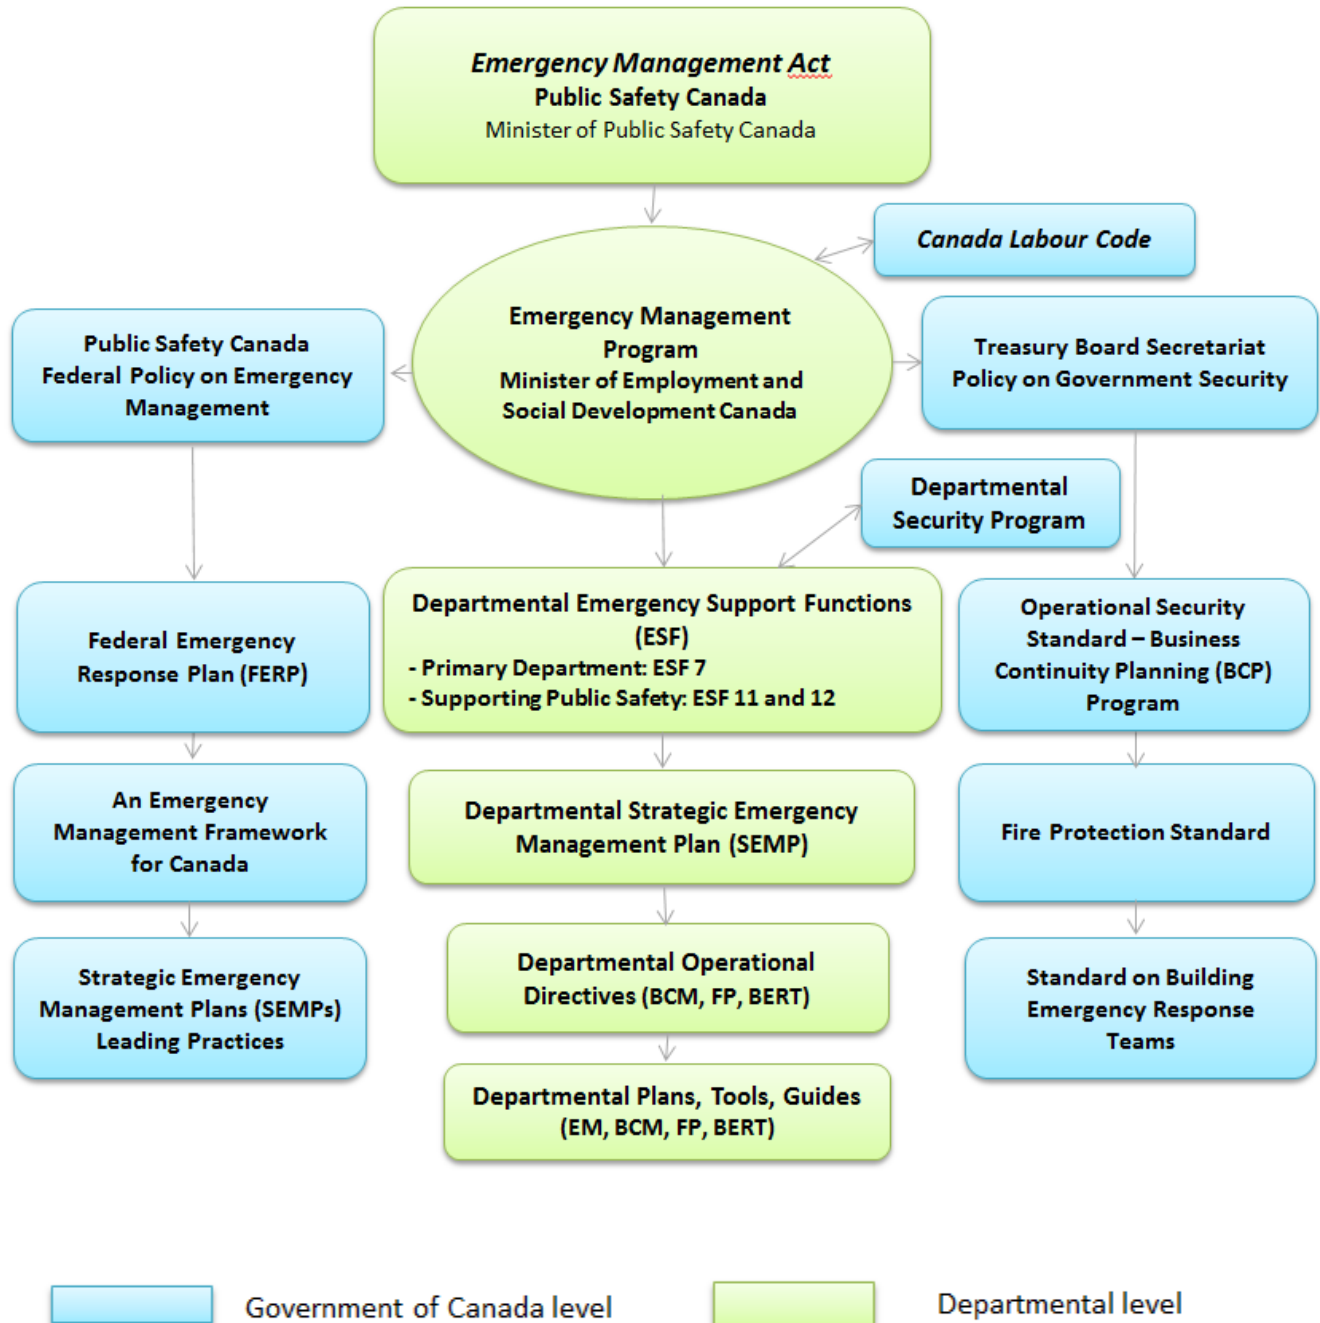 Emergency Management Act
Public Safety Canada
Minister of Public Safety Canada
Canada Labour Code
Emergency Management
Program
Minister of Employment and
Social Development Canada
Public Safety Canada
Federal Policy on Emergency
Management
Treasury Board Secretariat
Policy on Government Security
Departmental
Security Program
Federal Emergency
Response Plan (FERP)
Departmental Emergency Support Functions
(ESF)
- Primary Department: ESF 7
- Supporting Public Safety: ESF 11 and 12
Operational Security
Standard – Business
Continuity Planning (BCP)
Program
An Emergency
Management Framework
for Canada
Departmental Strategic Emergency
Management Plan (SEMP)
Fire Protection Standard
Strategic Emergency
Management Plans (SEMPs)
Leading Practices
Departmental Operational
Directives (BCM, FP, BERT)
Standard on Building
Emergency Response
Teams
Departmental Plans, Tools, Guides
(EM, BCM, FP, BERT)
Government of Canada level
Departmental level